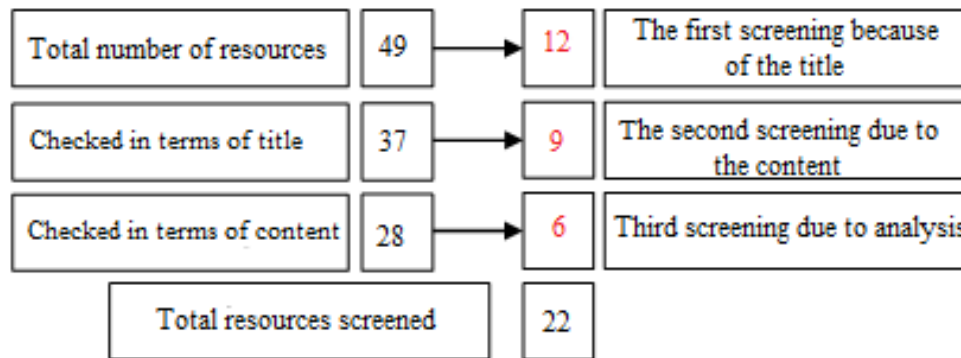 Total number of resources 49 12 The first screening because
of the title
Checked in terms of title 37 9 The second screening due to
the content
Checked in terms of content 28 6 Third screening due to analysis
Total resources screened 22